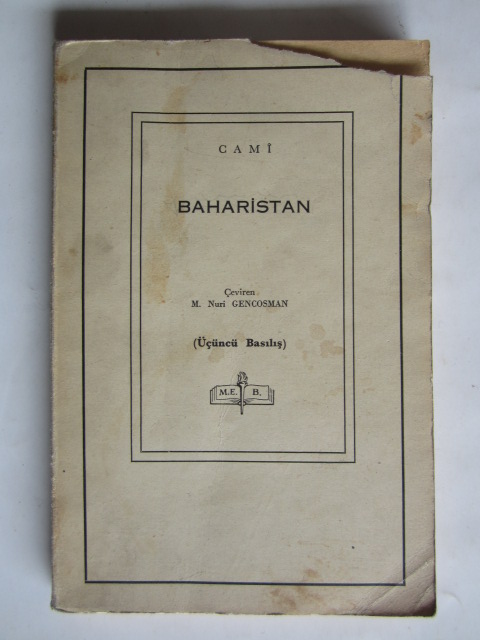 CAMÎ
BAHARİSTAN
Çeviren
M. Nuri GENCOSMAN
(Üçüncü Basılış)
M.E. B.